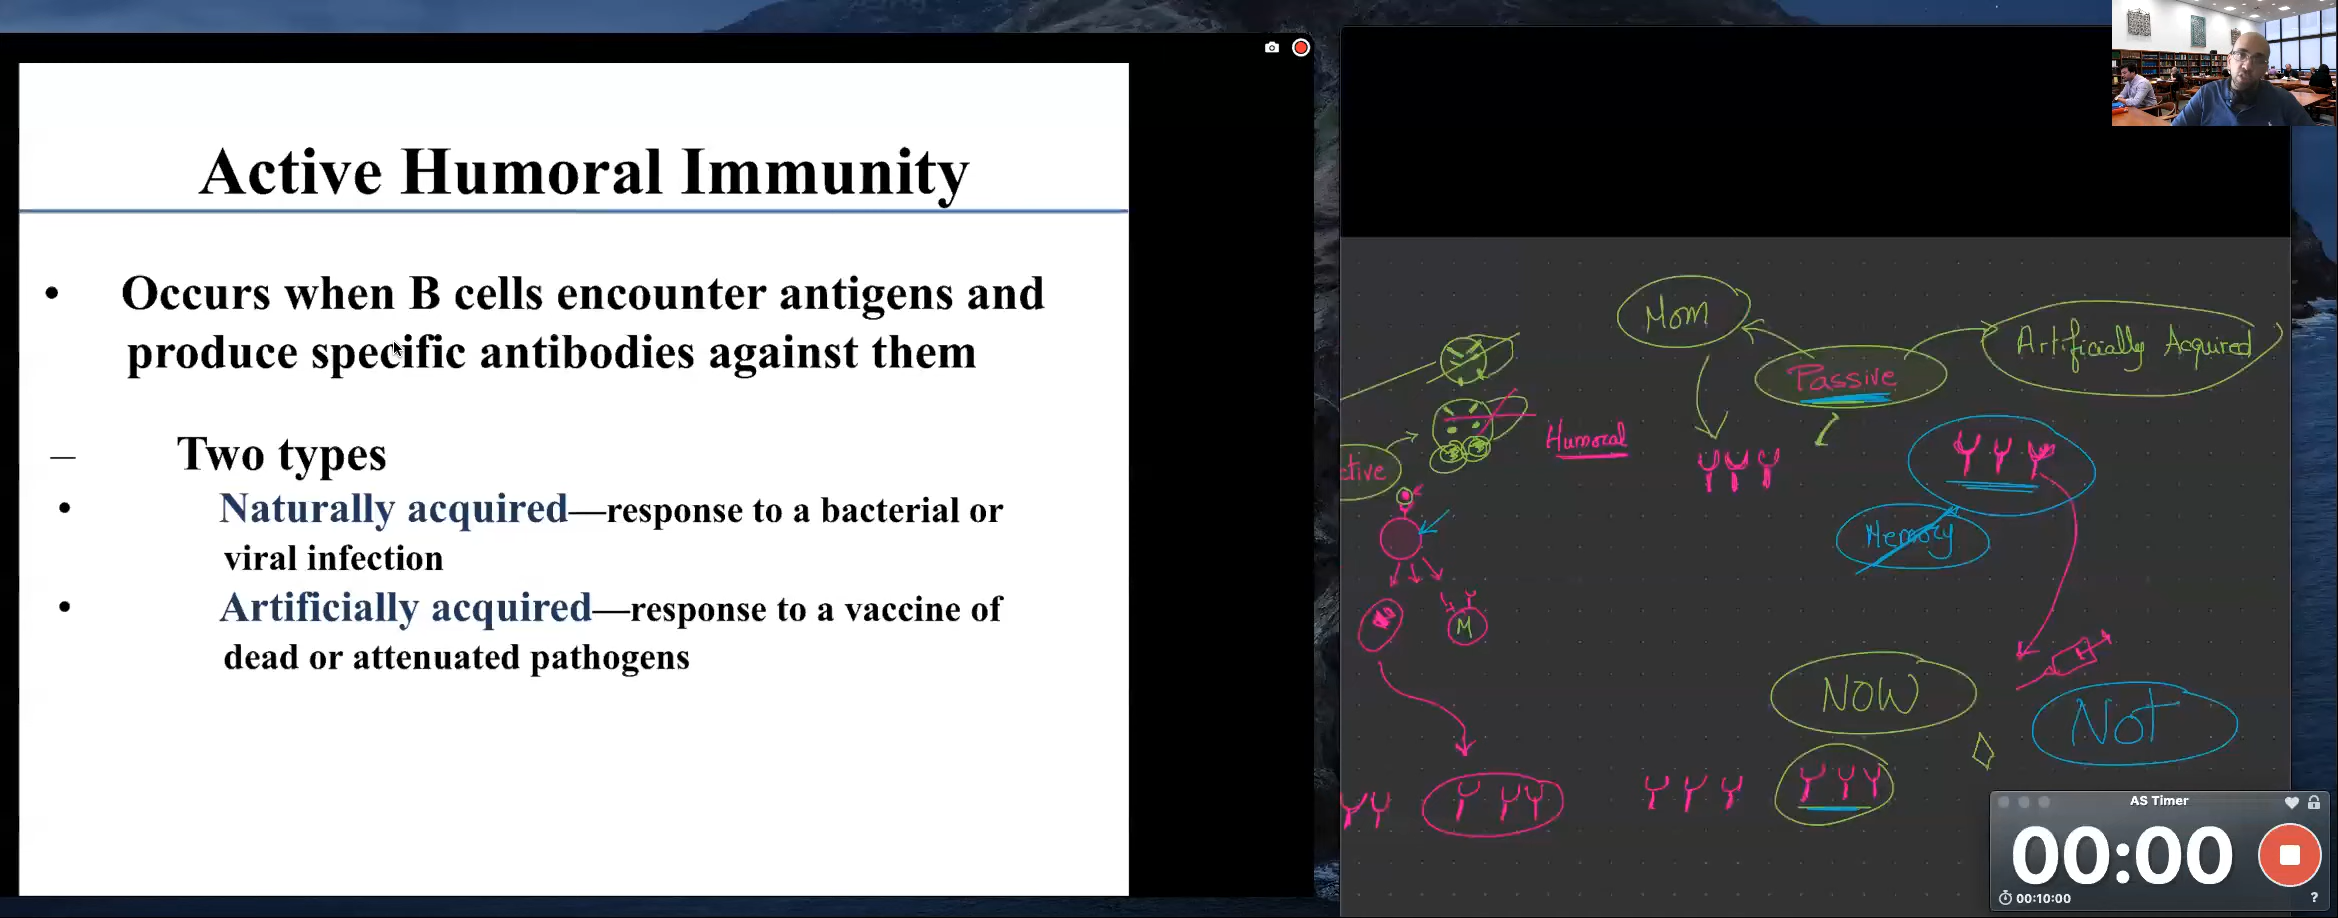 Active Humoral Immunity
• Occurs when B cells encounter antigens and
produce specific antibodies against them
– Two types
• Naturally acquired—response to a bacterial or
viral infection
• Artificially acquired—response to a vaccine of
dead or attenuated pathogens
Mom
Artificially Acquired
Passive
Humoral
ctive
Memory
M
NOW
Not
AS Timer
00:00
00:10:00
?